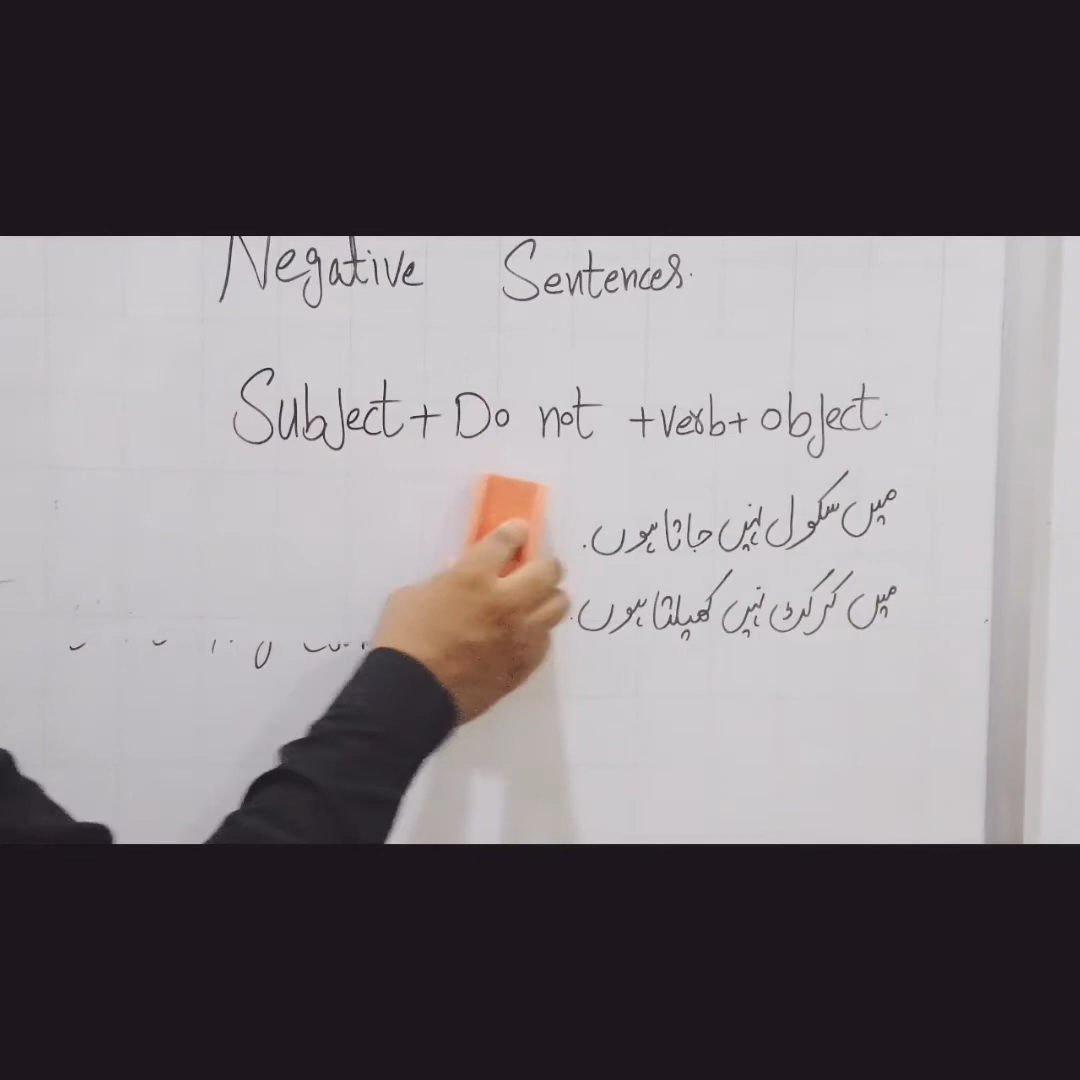 Negative Sentences.
Subject + Do not + verb + object.
میں سکول نہیں جاتا ہوں.
میں کرکٹ نہیں کھیلتا ہوں.